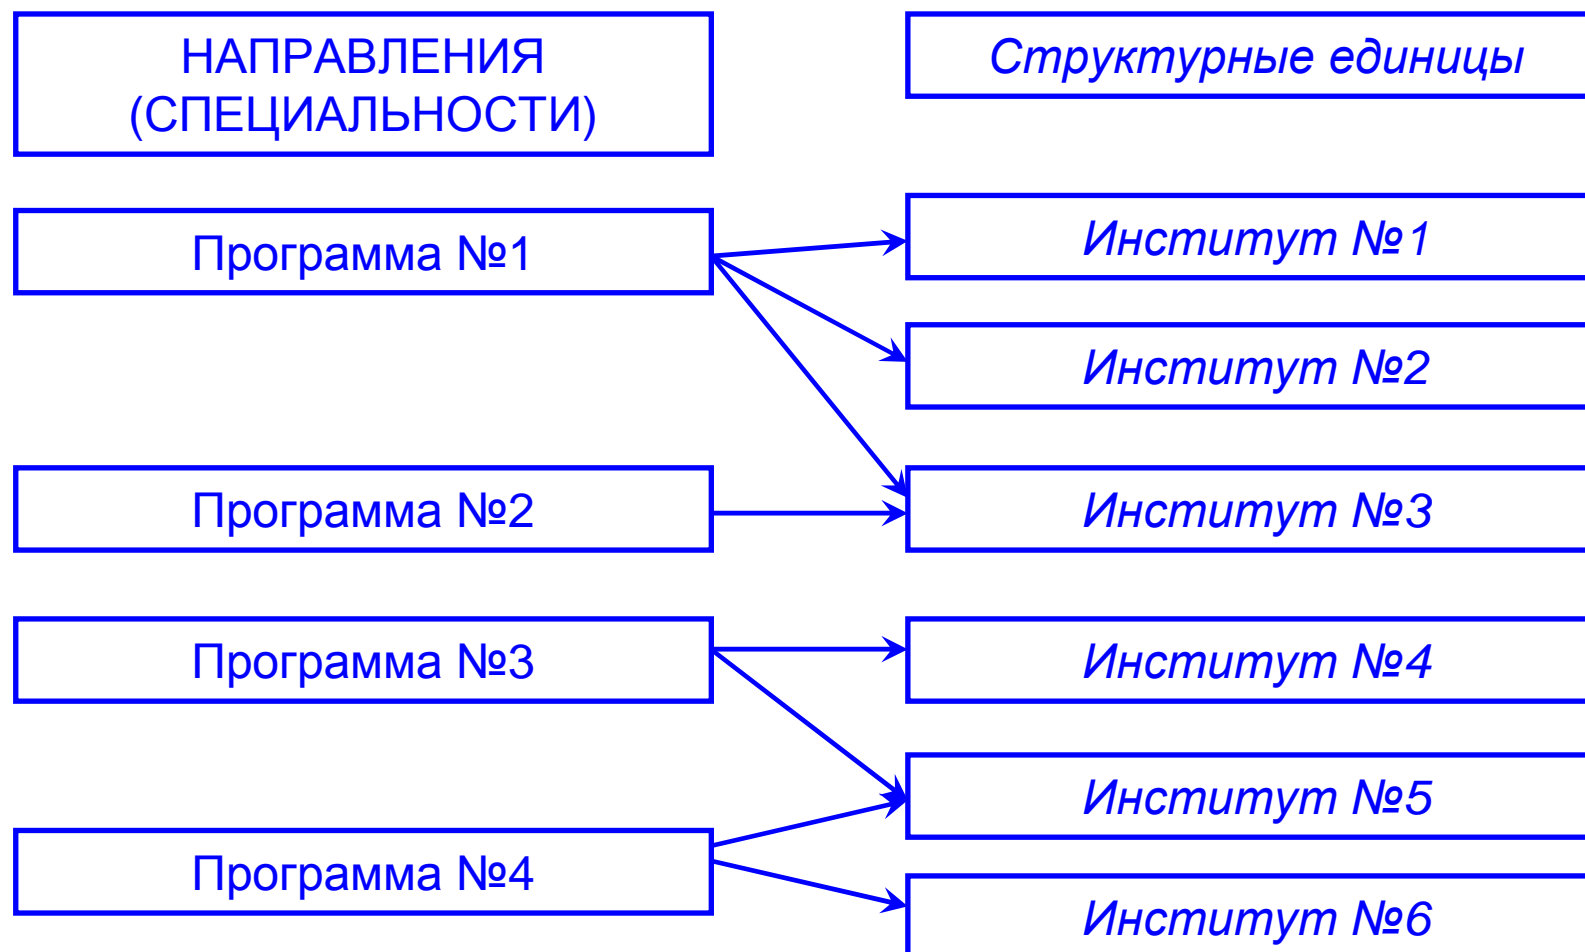 НАПРАВЛЕНИЯ
(СПЕЦИАЛЬНОСТИ)
Структурные единицы
Программа №1
Институт №1
Институт №2
Программа №2
Институт №3
Программа №3
Институт №4
Институт №5
Программа №4
Институт №6